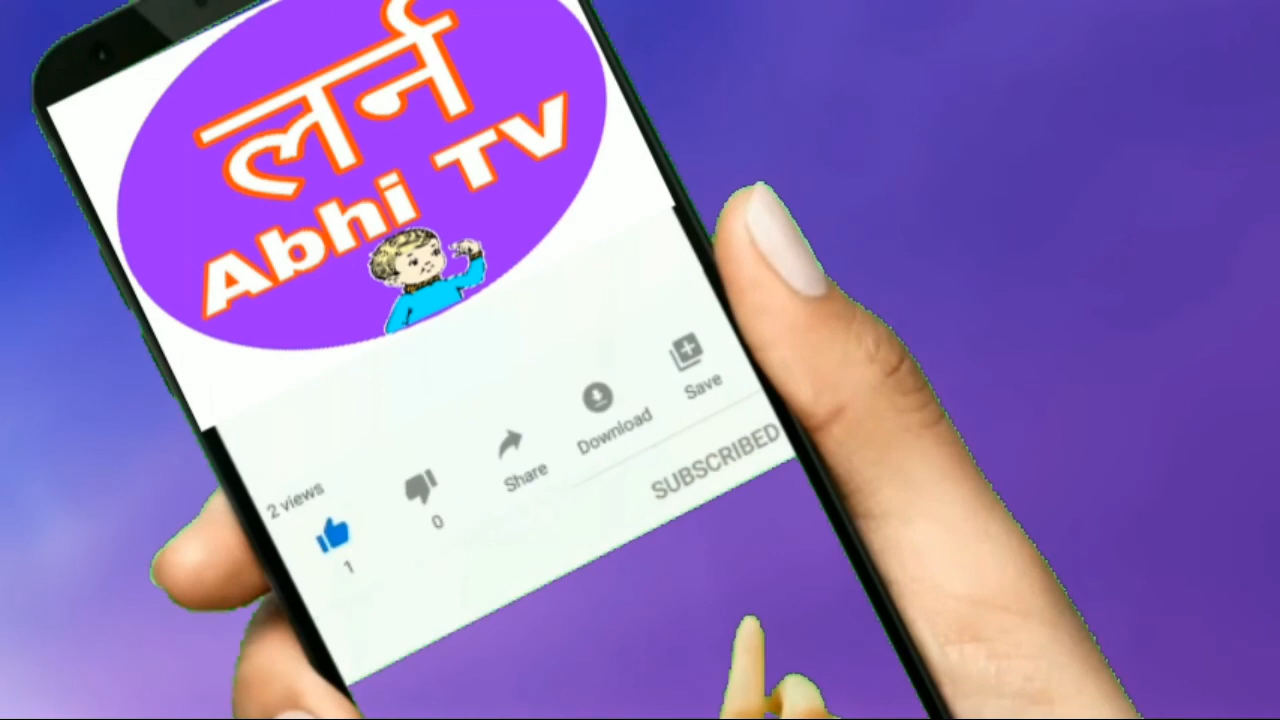 लर्न
Abhi TV
2 views
1
0
Share
Download
Save
SUBSCRIBED